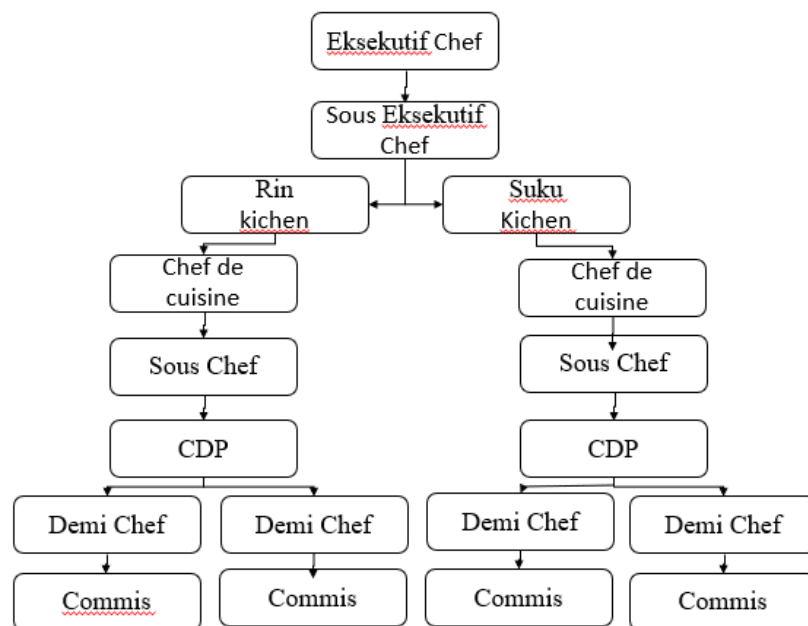 Eksekutif Chef
Sous Eksekutif
Chef
Rin
kichen
Suku
Kichen
Chef de
cuisine
Chef de
cuisine
Sous Chef
Sous Chef
CDP
CDP
Demi Chef
Demi Chef
Demi Chef
Demi Chef
Commis
Commis
Commis
Commis